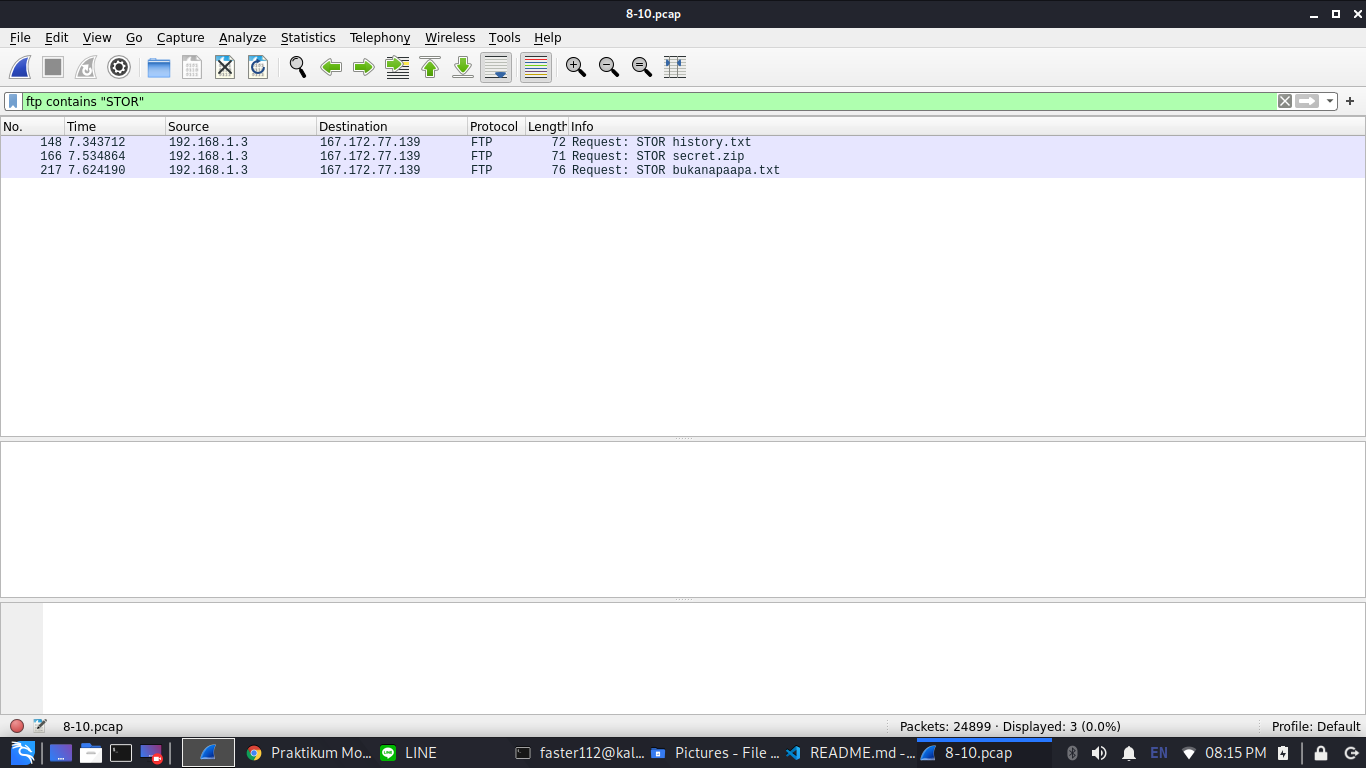 8-10.pcap
File Edit View Go Capture Analyze Statistics Telephony Wireless Tools Help
ftp contains "STOR"
No. Time Source Destination Protocol Length Info
148 7.343712 192.168.1.3 167.172.77.139 FTP 72 Request: STOR history.txt
166 7.534864 192.168.1.3 167.172.77.139 FTP 71 Request: STOR secret.zip
217 7.624190 192.168.1.3 167.172.77.139 FTP 76 Request: STOR bukanapaapa.txt
8-10.pcap Packets: 24899 · Displayed: 3 (0.0%) Profile: Default
Praktikum Mo... LINE faster112@kal... Pictures - File ... README.md -... 8-10.pcap EN 08:15 PM